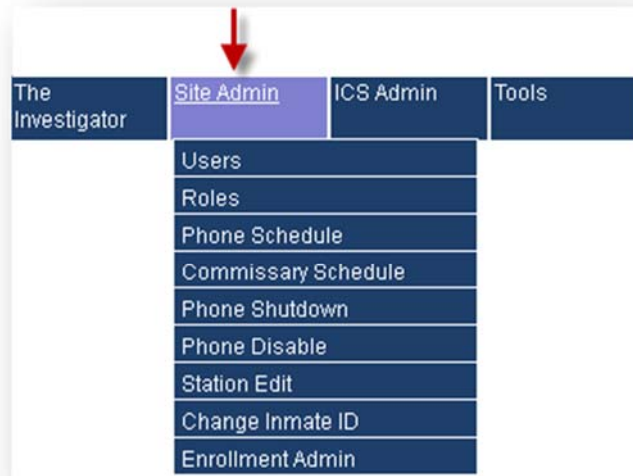 The
Investigator
Site Admin
ICS Admin
Tools
Users
Roles
Phone Schedule
Commissary Schedule
Phone Shutdown
Phone Disable
Station Edit
Change Inmate ID
Enrollment Admin